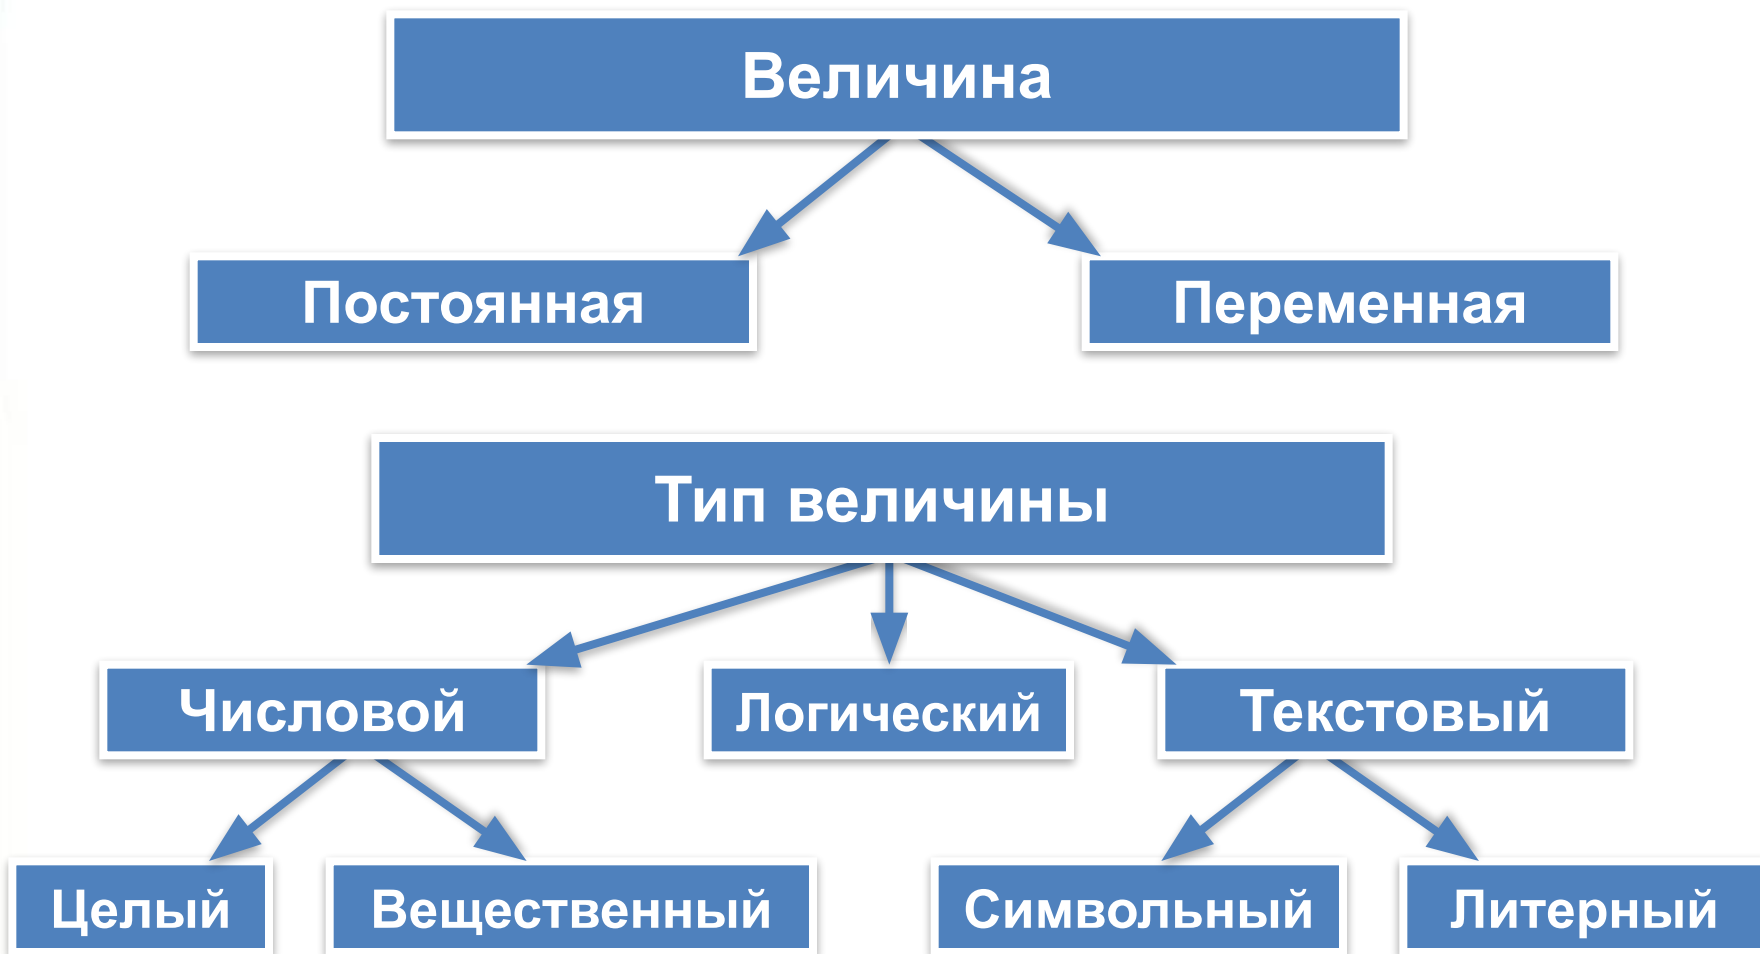 Величина
Постоянная
Переменная
Тип величины
Числовой
Логический
Текстовый
Целый
Вещественный
Символьный
Литерный